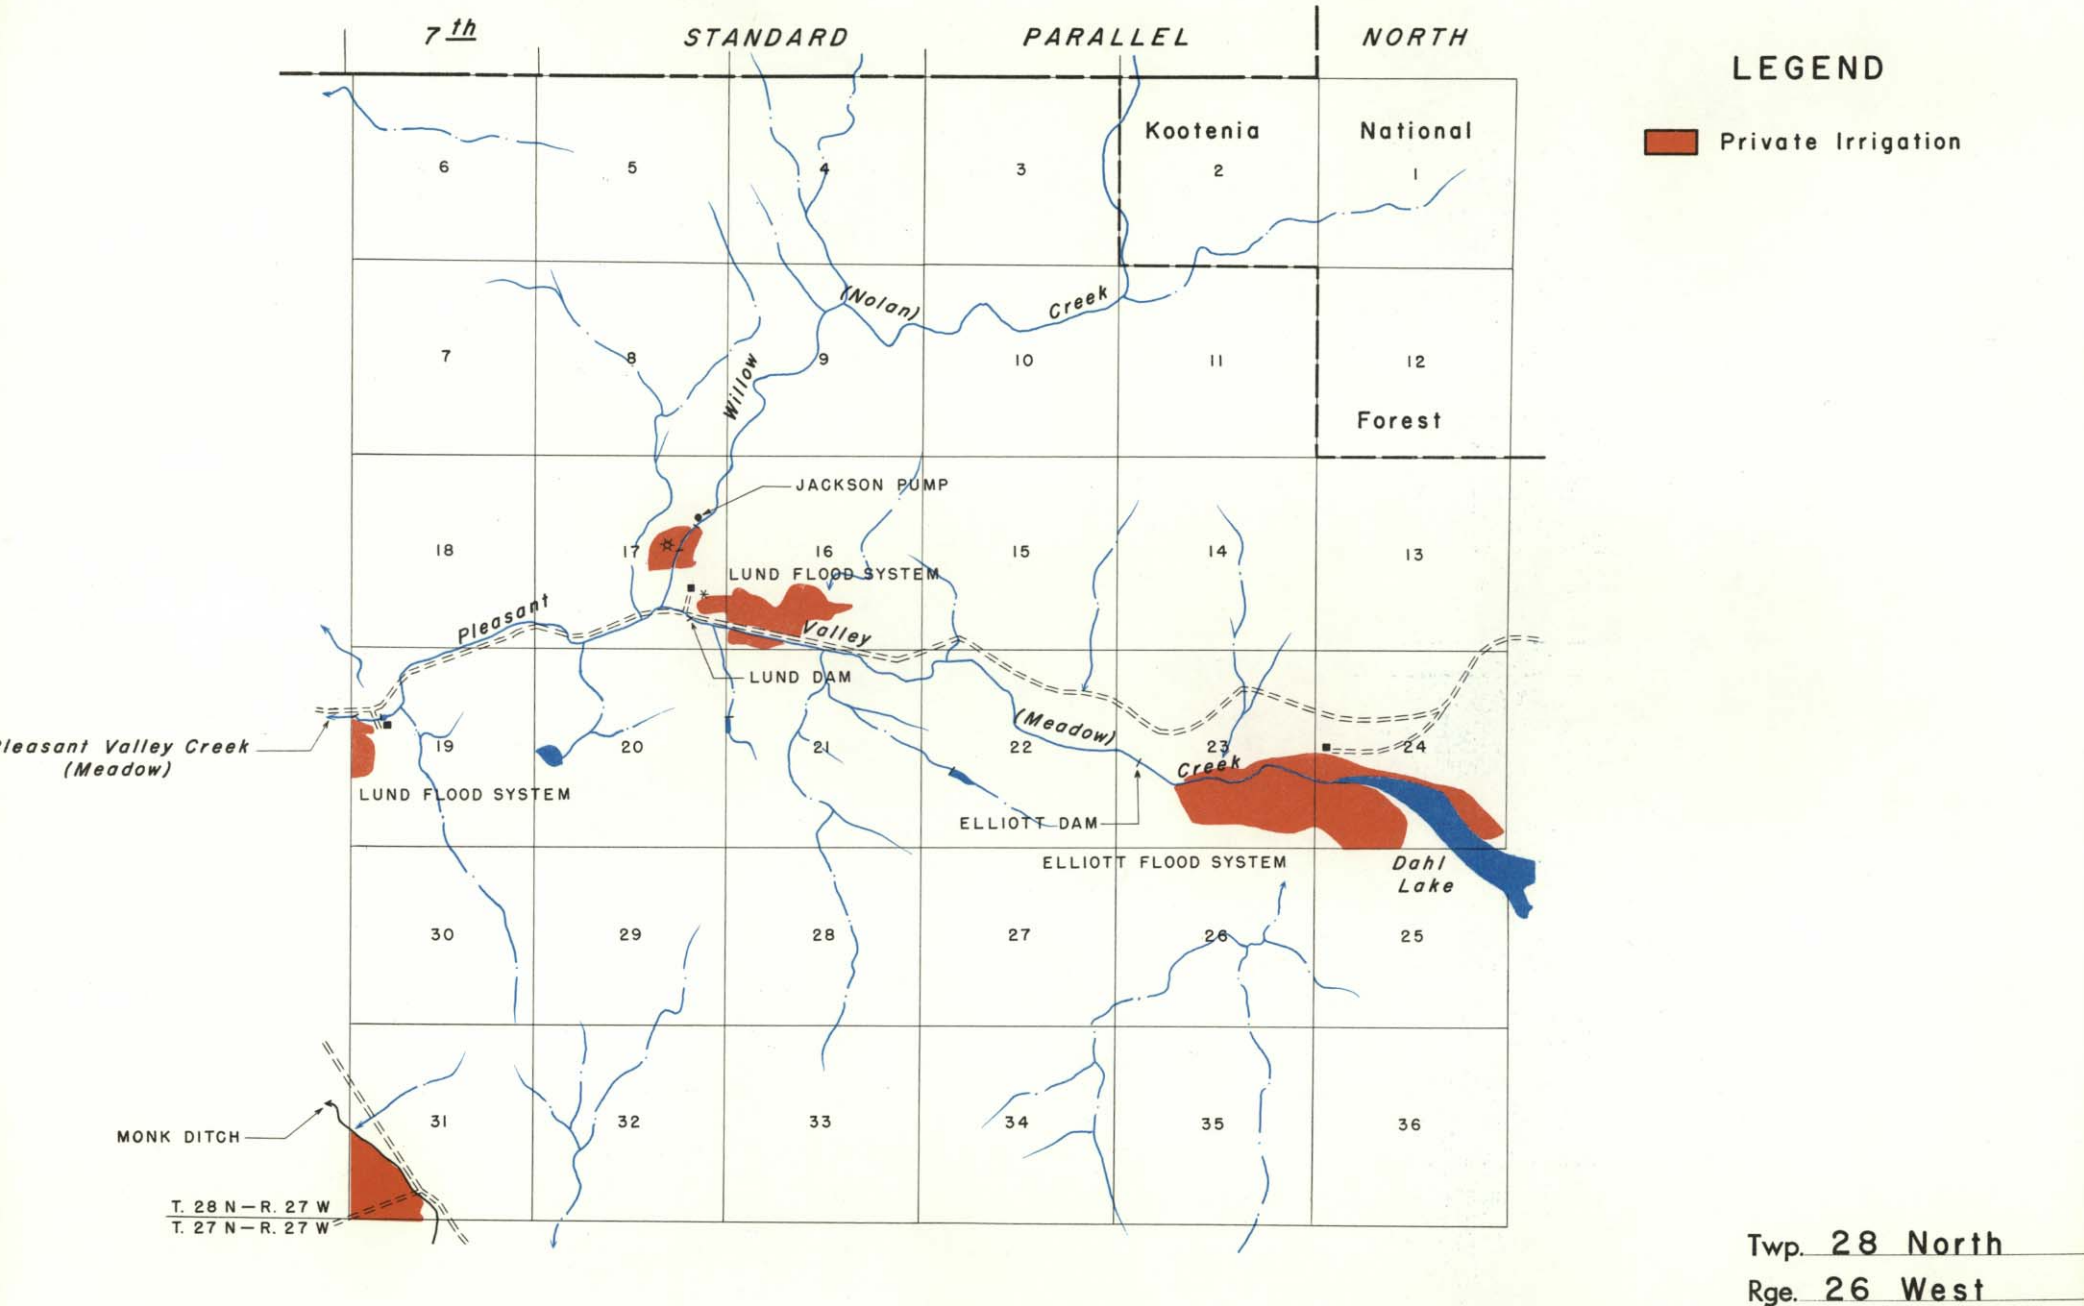 7th STANDARD PARALLEL NORTH
LEGEND
Private Irrigation
Kootenia National
6 5 4 3 2 1
(Nolan) Creek
Willow
7 8 9 10 11 12
Forest
JACKSON PUMP
18 17 16 15 14 13
LUND FLOOD SYSTEM
Pleasant Valley
LUND DAM
(Meadow)
Creek
Pleasant Valley Creek
(Meadow)
19 20 21 22 23 24
LUND FLOOD SYSTEM
ELLIOTT DAM
ELLIOTT FLOOD SYSTEM
Dahl
Lake
30 29 28 27 26 25
31 32 33 34 35 36
MONK DITCH
T. 28 N – R. 27 W
T. 27 N – R. 27 W
Twp. 28 North
Rge. 26 West